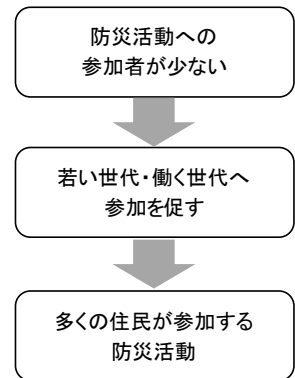 防災活動への
参加者が少ない
若い世代・働く世代へ
参加を促す
多くの住民が参加する
防災活動